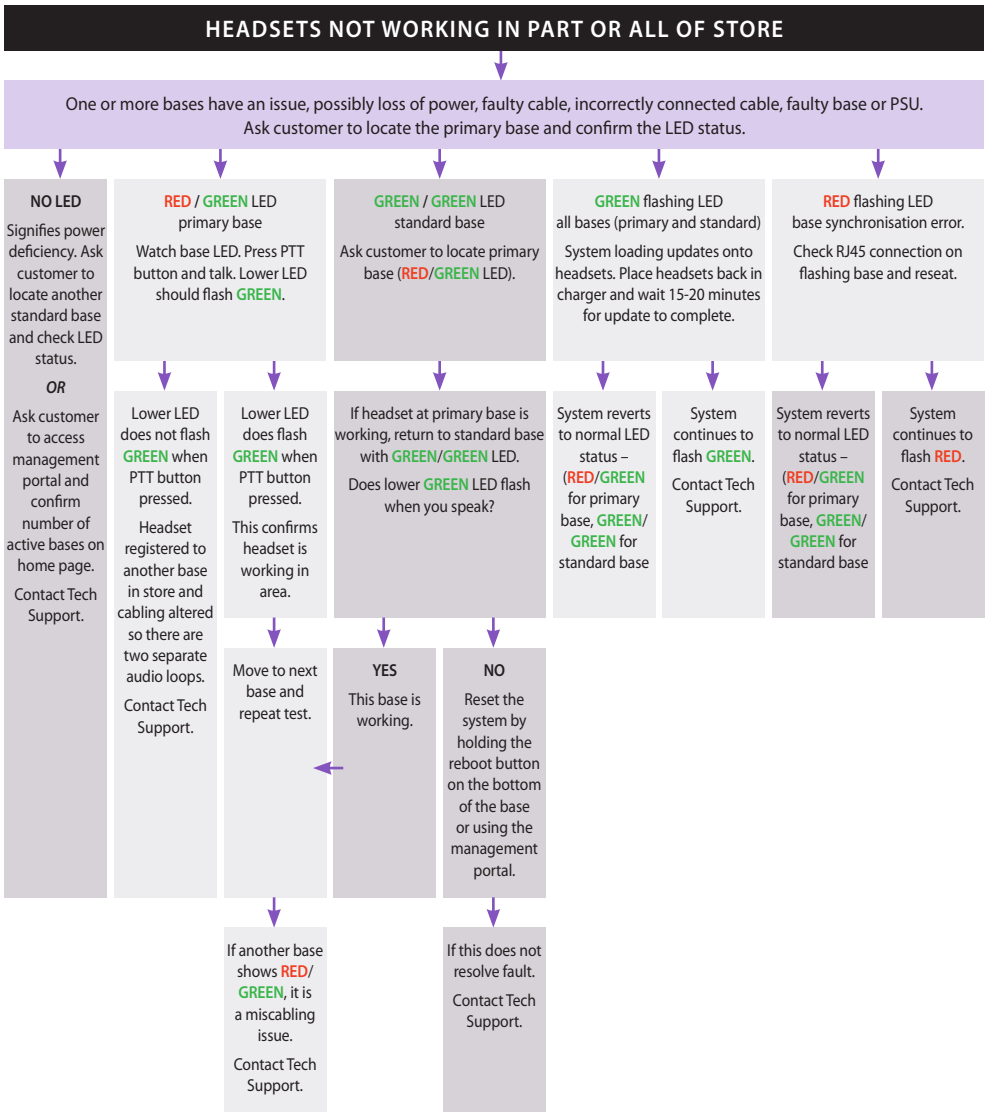 HEADSETS NOT WORKING IN PART OR ALL OF STORE
One or more bases have an issue, possibly loss of power, faulty cable, incorrectly connected cable, faulty base or PSU.
Ask customer to locate the primary base and confirm the LED status.
NO LED
Signifies power
deficiency. Ask
customer to
locate another
standard base
and check LED
status.
OR
Ask customer
to access
management
portal and
confirm
number of
active bases on
home page.
Contact Tech
Support.
RED / GREEN LED
primary base
Watch base LED. Press PTT
button and talk. Lower LED
should flash GREEN.
Lower LED
does not flash
GREEN when
PTT button
pressed.
Headset
registered to
another base
in store and
cabling altered
so there are
two separate
audio loops.
Contact Tech
Support.
Lower LED
does flash
GREEN when
PTT button
pressed.
This confirms
headset is
working in
area.
Move to next
base and
repeat test.
If another base
shows RED/
GREEN, it is
a miscabling
issue.
Contact Tech
Support.
GREEN / GREEN LED
standard base
Ask customer to locate primary
base (RED/GREEN LED).
If headset at primary base is
working, return to standard base
with GREEN/GREEN LED.
Does lower GREEN LED flash
when you speak?
YES
This base is
working.
NO
Reset the
system by
holding the
reboot button
on the bottom
of the base
or using the
management
portal.
If this does not
resolve fault.
Contact Tech
Support.
GREEN flashing LED
all bases (primary and standard)
System loading updates onto
headsets. Place headsets back in
charger and wait 15-20 minutes
for update to complete.
System reverts
to normal LED
status –
(RED/GREEN
for primary
base, GREEN/
GREEN for
standard base
System
continues to
flash GREEN.
Contact Tech
Support.
RED flashing LED
base synchronisation error.
Check RJ45 connection on
flashing base and reseat.
System reverts
to normal LED
status –
(RED/GREEN
for primary
base, GREEN/
GREEN for
standard base
System
continues to
flash RED.
Contact Tech
Support.